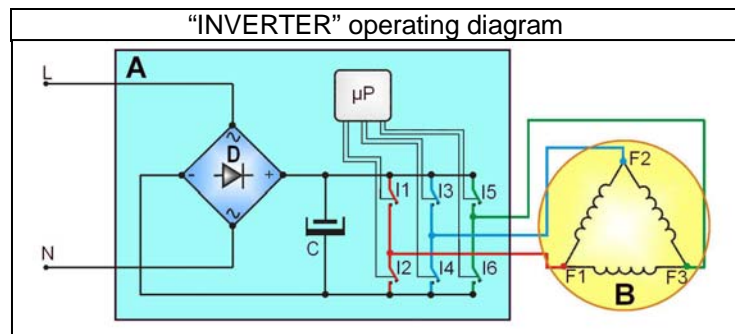 “INVERTER” operating diagram
A
L
µP
D
- +
I1 I3 I5
F2
C
N
I2 I4 I6
F1 F3
B